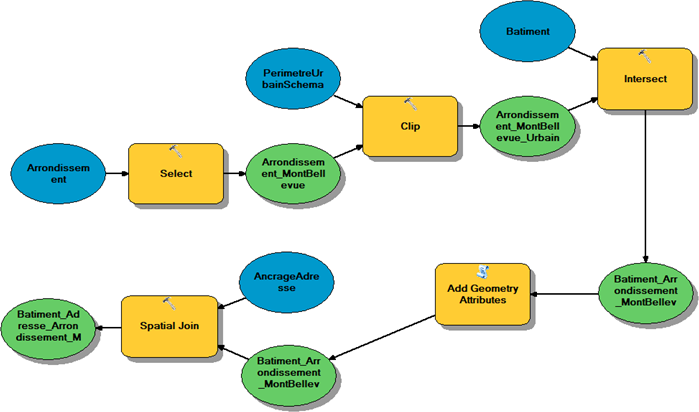 Batiment
Intersect
PerimetreUr
bainSchema
Clip
Arrondissem
ent_MontBell
evue_Urbain
Arrondissem
ent
Select
Arrondissem
ent_MontBell
evue
AncrageAdre
sse
Add Geometry
Attributes
Batiment_Arr
ondissement
_MontBellev
Batiment_Ad
resse_Arron
dissement_M
Spatial Join
Batiment_Arr
ondissement
_MontBellev